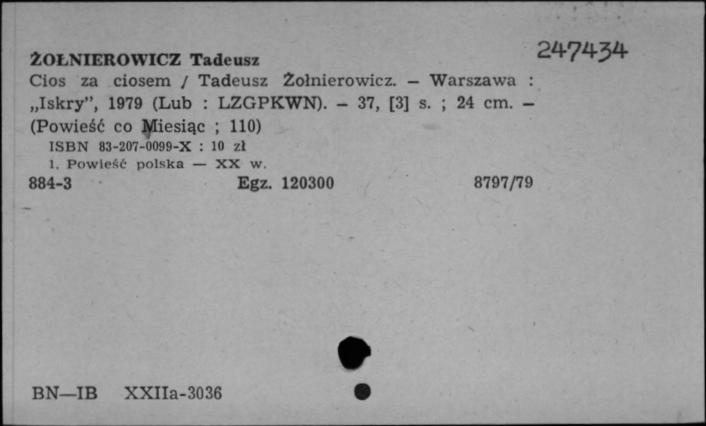 247434
ŻOŁNIEROWICZ Tadeusz
Cios za ciosem / Tadeusz Żołnierowicz. — Warszawa :
„Iskry”, 1979 (Lub : LZGPKWN). — 37, [3] s. ; 24 cm. —
(Powieść co Miesiąc ; 110)
ISBN 83-207-0099-X : 10 zł
1. Powieść polska — XX w.
884-3 Egz. 120300 8797/79
BN—IB XXIIa-3036